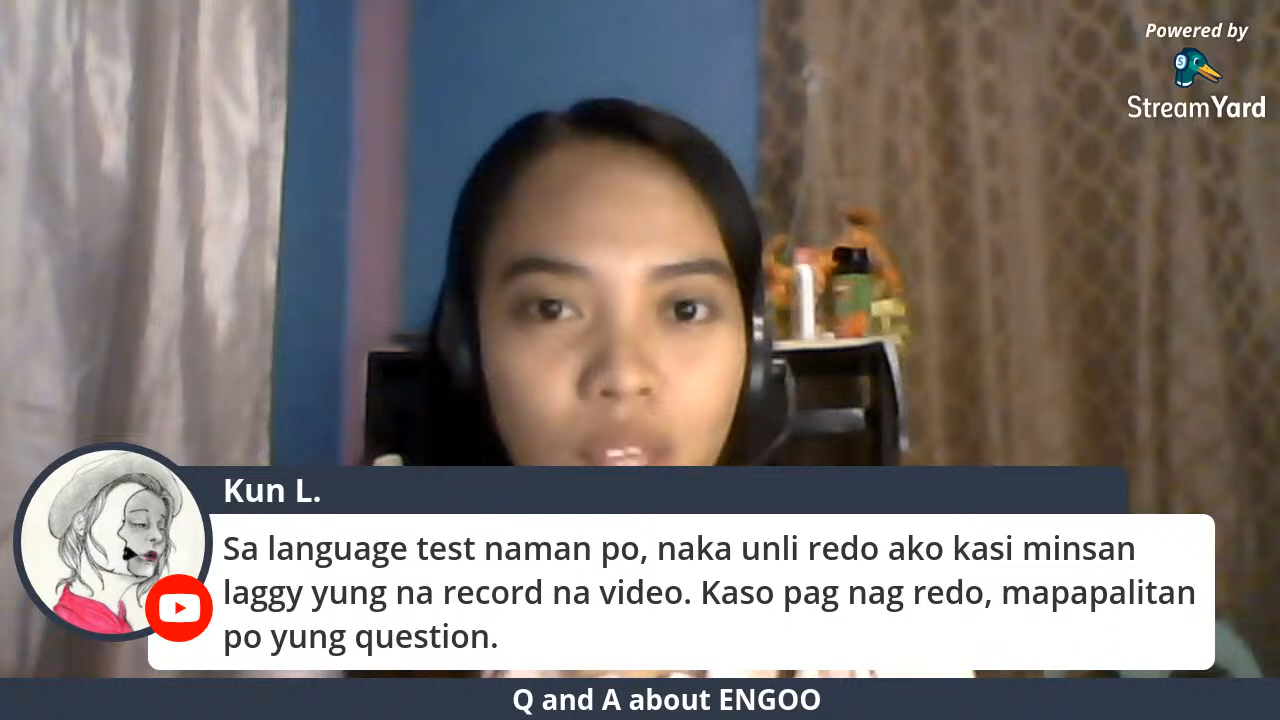 Powered by
StreamYard
Kun L.
Sa language test naman po, naka unli redo ako kasi minsan
laggy yung na record na video. Kaso pag nag redo, mapapalitan
po yung question.
Q and A about ENGOO